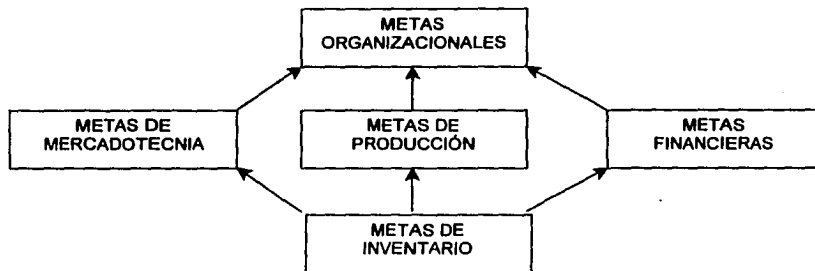 METAS
ORGANIZACIONALES
METAS DE
MERCADOTECNIA
METAS DE
PRODUCCIÓN
METAS
FINANCIERAS
METAS DE
INVENTARIO